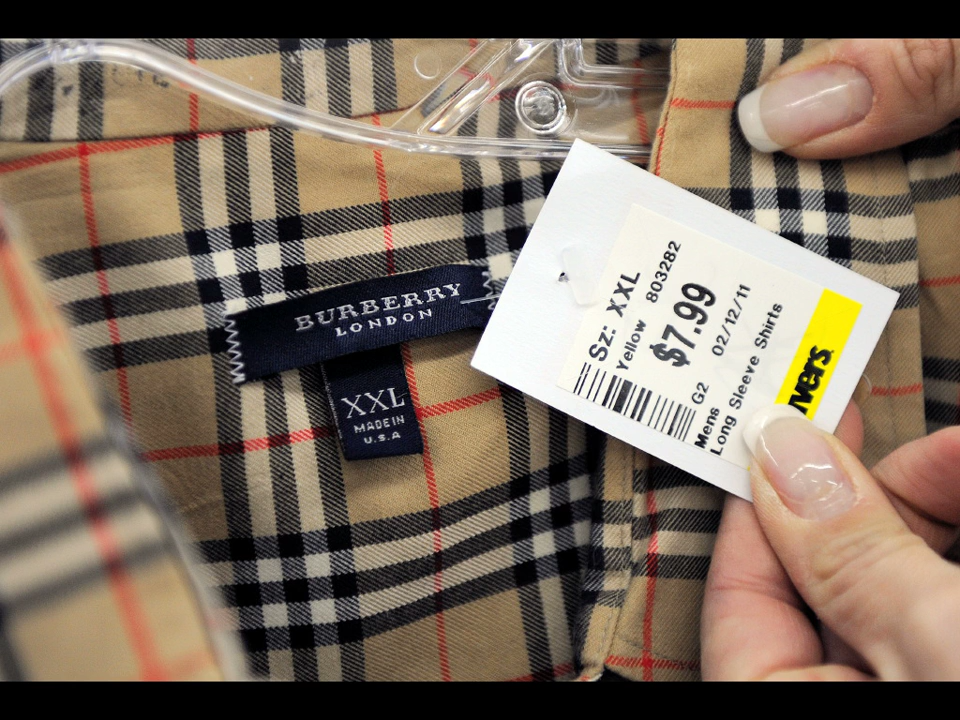 BURBERRY
LONDON
XXL
MADE IN
U.S.A
Sz: XXL
Yellow 803282
$7.99
G2 02/12/11
Mens
Long Sleeve Shirts